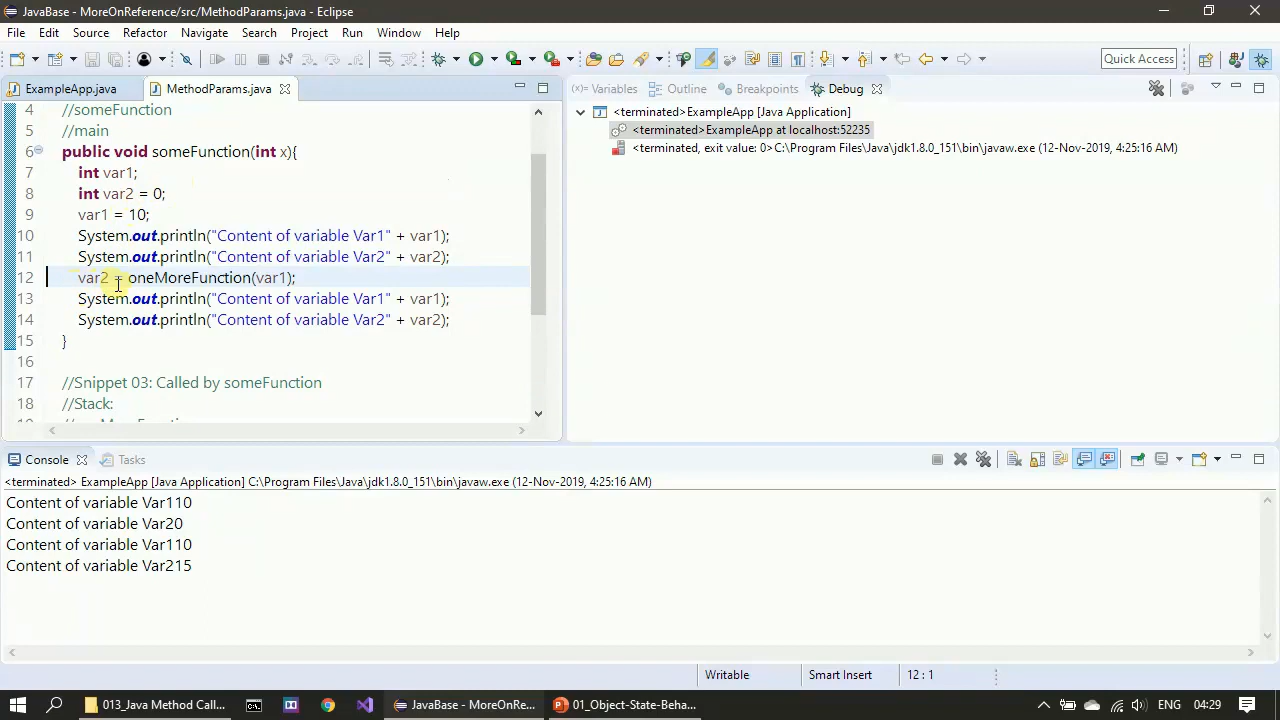 JavaBase - MoreOnReference/src/MethodParams.java - Eclipse
File Edit Source Refactor Navigate Search Project Run Window Help
Quick Access
ExampleApp.java MethodParams.java
(x)= Variables Outline Breakpoints Debug
4 //someFunction
5 //main
6 public void someFunction(int x){
7 int var1;
8 int var2 = 0;
9 var1 = 10;
10 System.out.println("Content of variable Var1" + var1);
11 System.out.println("Content of variable Var2" + var2);
12 var2 = oneMoreFunction(var1);
13 System.out.println("Content of variable Var1" + var1);
14 System.out.println("Content of variable Var2" + var2);
15 }
16
17 //Snippet 03: Called by someFunction
18 //Stack:
<terminated>ExampleApp [Java Application]
<terminated>ExampleApp at localhost:52235
<terminated, exit value: 0>C:\Program Files\Java\jdk1.8.0_151\bin\javaw.exe (12-Nov-2019, 4:25:16 AM)
Console Tasks
<terminated> ExampleApp [Java Application] C:\Program Files\Java\jdk1.8.0_151\bin\javaw.exe (12-Nov-2019, 4:25:16 AM)
Content of variable Var110
Content of variable Var20
Content of variable Var110
Content of variable Var215
Writable Smart Insert 12 : 1
013_Java Method Call... JavaBase - MoreOnRe... 01_Object-State-Beha... ENG 04:29